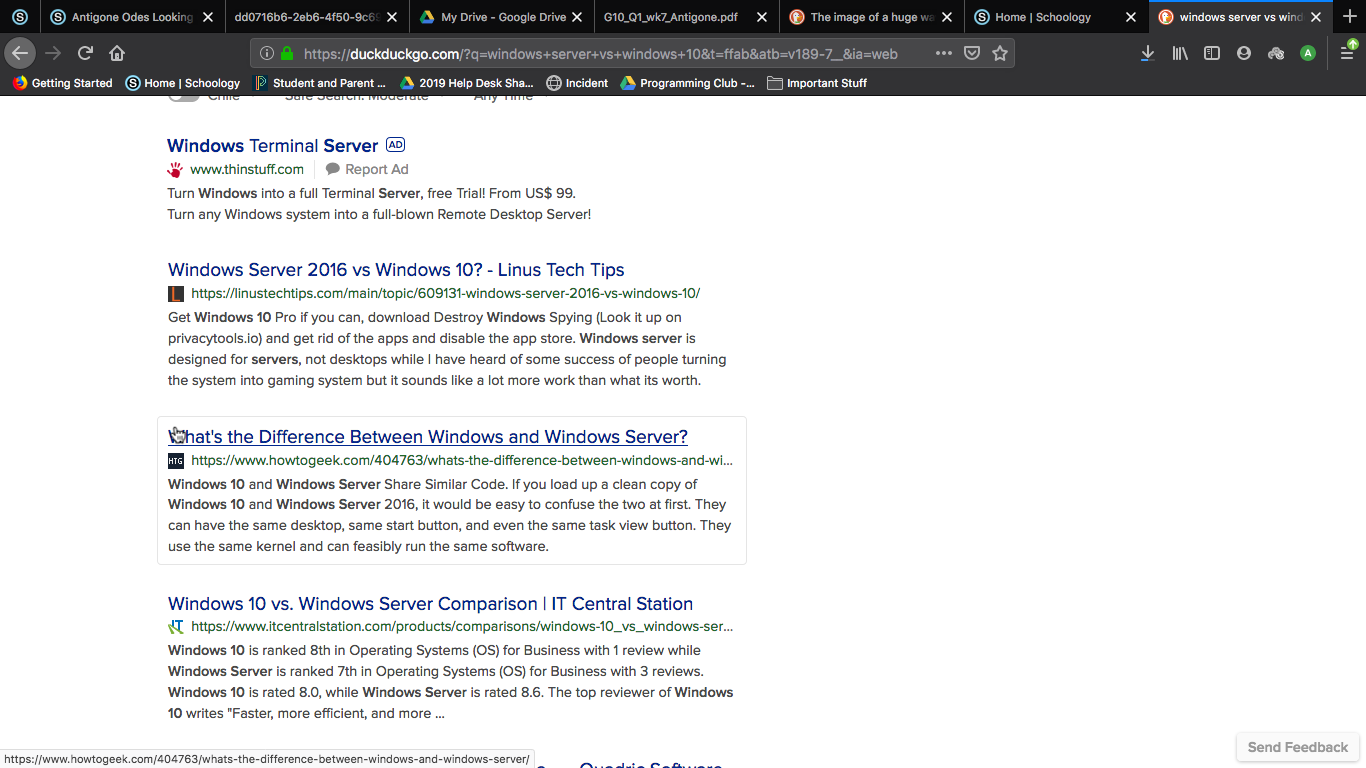 Antigone Odes Looking
dd0716b6-2eb6-4f50-9c69
My Drive - Google Drive
G10_Q1_wk7_Antigone.pdf
The image of a huge wa
Home | Schoology
windows server vs wind
https://duckduckgo.com/?q=windows+server+vs+windows+10&t=ffab&atb=v189-7__&ia=web
A
Getting Started
Home | Schoology
Student and Parent ...
2019 Help Desk Sha...
Incident
Programming Club -...
Important Stuff
Chile Safe Search: Moderate Any Time
Windows Terminal Server AD
www.thinstuff.com Report Ad
Turn Windows into a full Terminal Server, free Trial! From US$ 99.
Turn any Windows system into a full-blown Remote Desktop Server!
Windows Server 2016 vs Windows 10? - Linus Tech Tips
https://linustechtips.com/main/topic/609131-windows-server-2016-vs-windows-10/
Get Windows 10 Pro if you can, download Destroy Windows Spying (Look it up on
privacytools.io) and get rid of the apps and disable the app store. Windows server is
designed for servers, not desktops while I have heard of some success of people turning
the system into gaming system but it sounds like a lot more work than what its worth.
What's the Difference Between Windows and Windows Server?
HTG https://www.howtogeek.com/404763/whats-the-difference-between-windows-and-wi...
Windows 10 and Windows Server Share Similar Code. If you load up a clean copy of
Windows 10 and Windows Server 2016, it would be easy to confuse the two at first. They
can have the same desktop, same start button, and even the same task view button. They
use the same kernel and can feasibly run the same software.
Windows 10 vs. Windows Server Comparison | IT Central Station
https://www.itcentralstation.com/products/comparisons/windows-10_vs_windows-ser...
Windows 10 is ranked 8th in Operating Systems (OS) for Business with 1 review while
Windows Server is ranked 7th in Operating Systems (OS) for Business with 3 reviews.
Windows 10 is rated 8.0, while Windows Server is rated 8.6. The top reviewer of Windows
10 writes "Faster, more efficient, and more ...
Send Feedback
https://www.howtogeek.com/404763/whats-the-difference-between-windows-and-windows-server/
Quadric Software